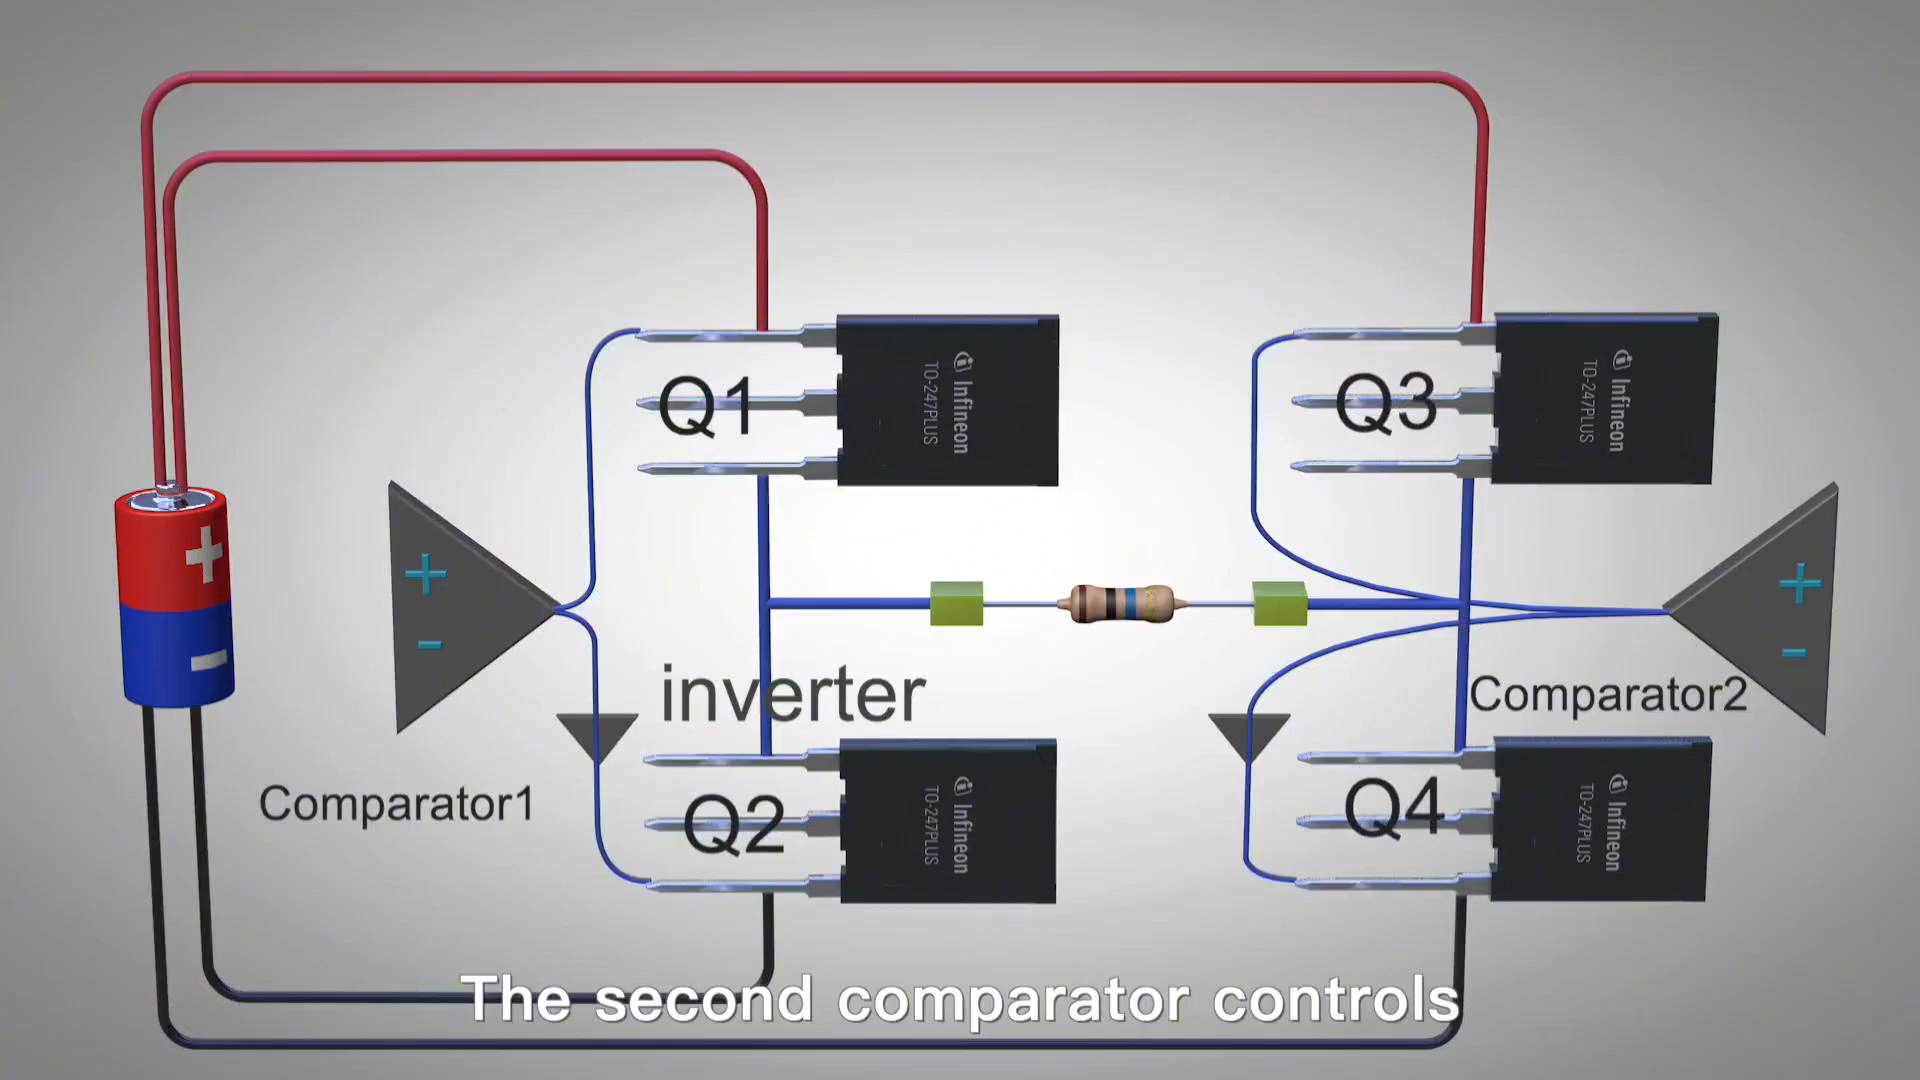 Q1
Infineon
TO-247PLUS
Q3
Infineon
TO-247PLUS
+
-
+
-
+
-
inverter
Comparator2
Comparator1
Q2
Infineon
TO-247PLUS
Q4
Infineon
TO-247PLUS
The second comparator controls